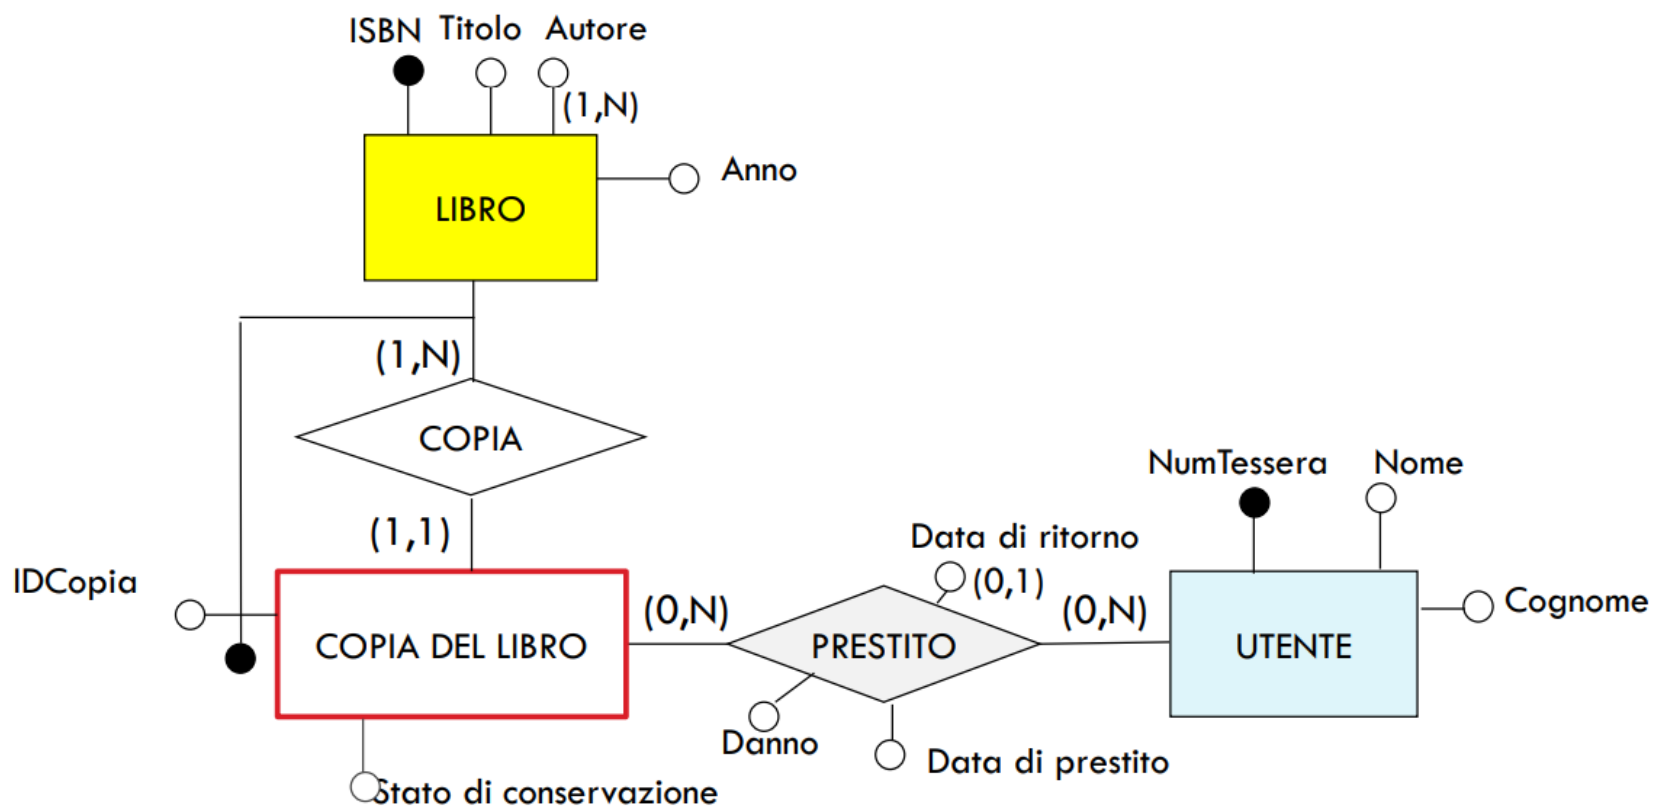 ISBN Titolo Autore
(1,N)
Anno
LIBRO
(1,N)
COPIA
(1,1)
IDCopia
COPIA DEL LIBRO
Stato di conservazione
(0,N)
PRESTITO
Data di ritorno
(0,1)
Danno
Data di prestito
(0,N)
NumTessera
Nome
Cognome
UTENTE